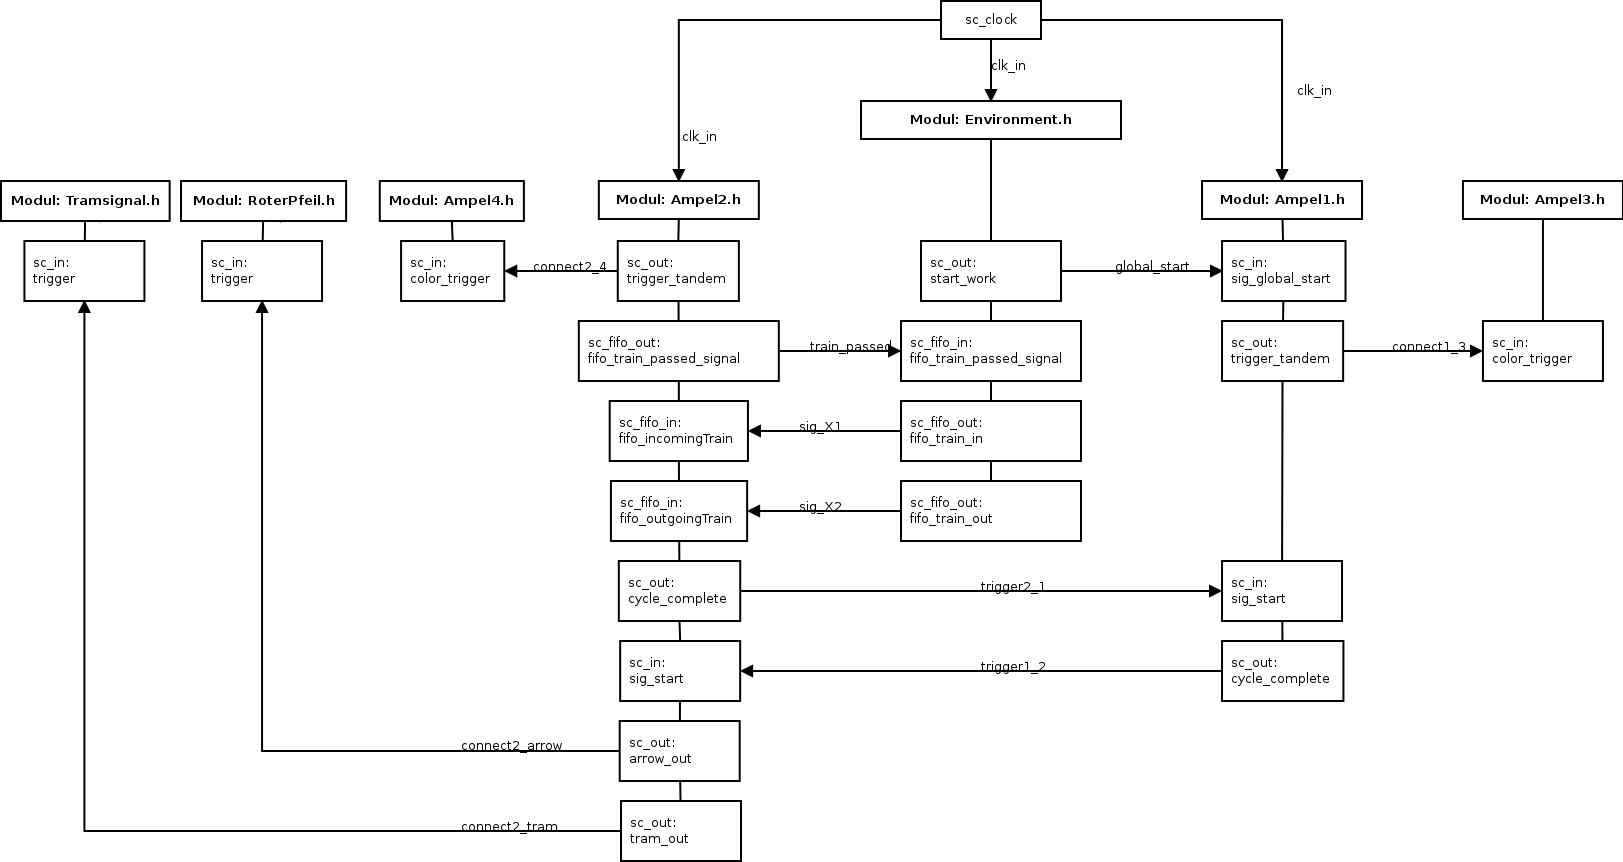 sc_clock
clk_in
clk_in
clk_in
Modul: Environment.h
Modul: Tramsignal.h
Modul: RoterPfeil.h
Modul: Ampel4.h
Modul: Ampel2.h
Modul: Ampel1.h
Modul: Ampel3.h
sc_in:
trigger
sc_in:
trigger
sc_in:
color_trigger
connect2_4
sc_out:
trigger_tandem
sc_out:
start_work
global_start
sc_in:
sig_global_start
sc_fifo_out:
fifo_train_passed_signal
train_passed
sc_fifo_in:
fifo_train_passed_signal
sc_out:
trigger_tandem
connect1_3
sc_in:
color_trigger
sc_fifo_in:
fifo_incomingTrain
sig_X1
sc_fifo_out:
fifo_train_in
sc_fifo_in:
fifo_outgoingTrain
sig_X2
sc_fifo_out:
fifo_train_out
sc_out:
cycle_complete
trigger2_1
sc_in:
sig_start
sc_in:
sig_start
trigger1_2
sc_out:
cycle_complete
connect2_arrow
sc_out:
arrow_out
connect2_tram
sc_out:
tram_out